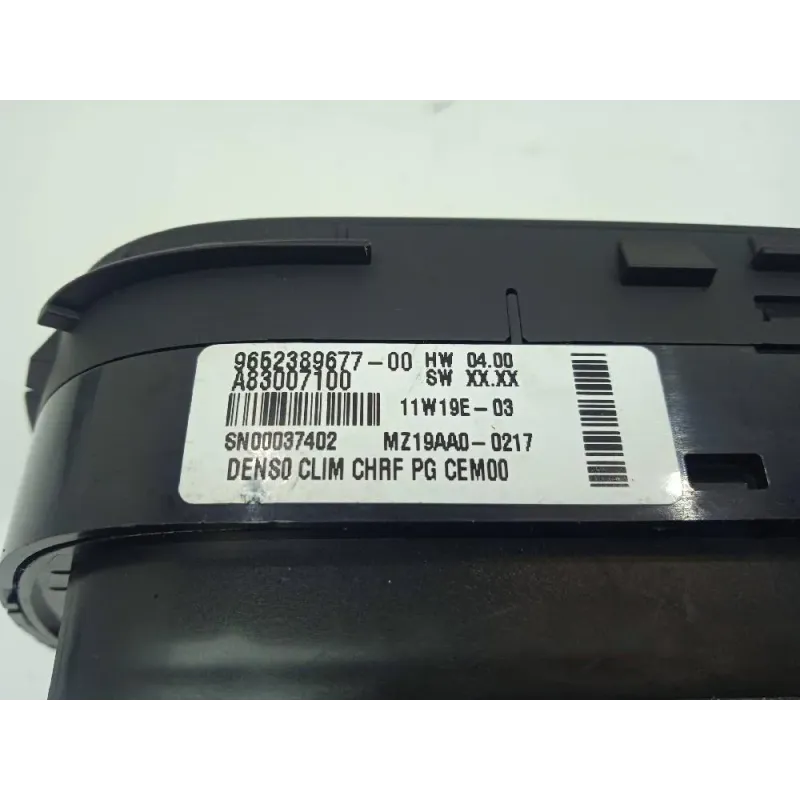 9652389677-00 HW 04.00
A83007100 SW XX.XX
11W19E-03
SN00037402 MZ19AA0-0217
DENSO CLIM CHRF PG CEM00